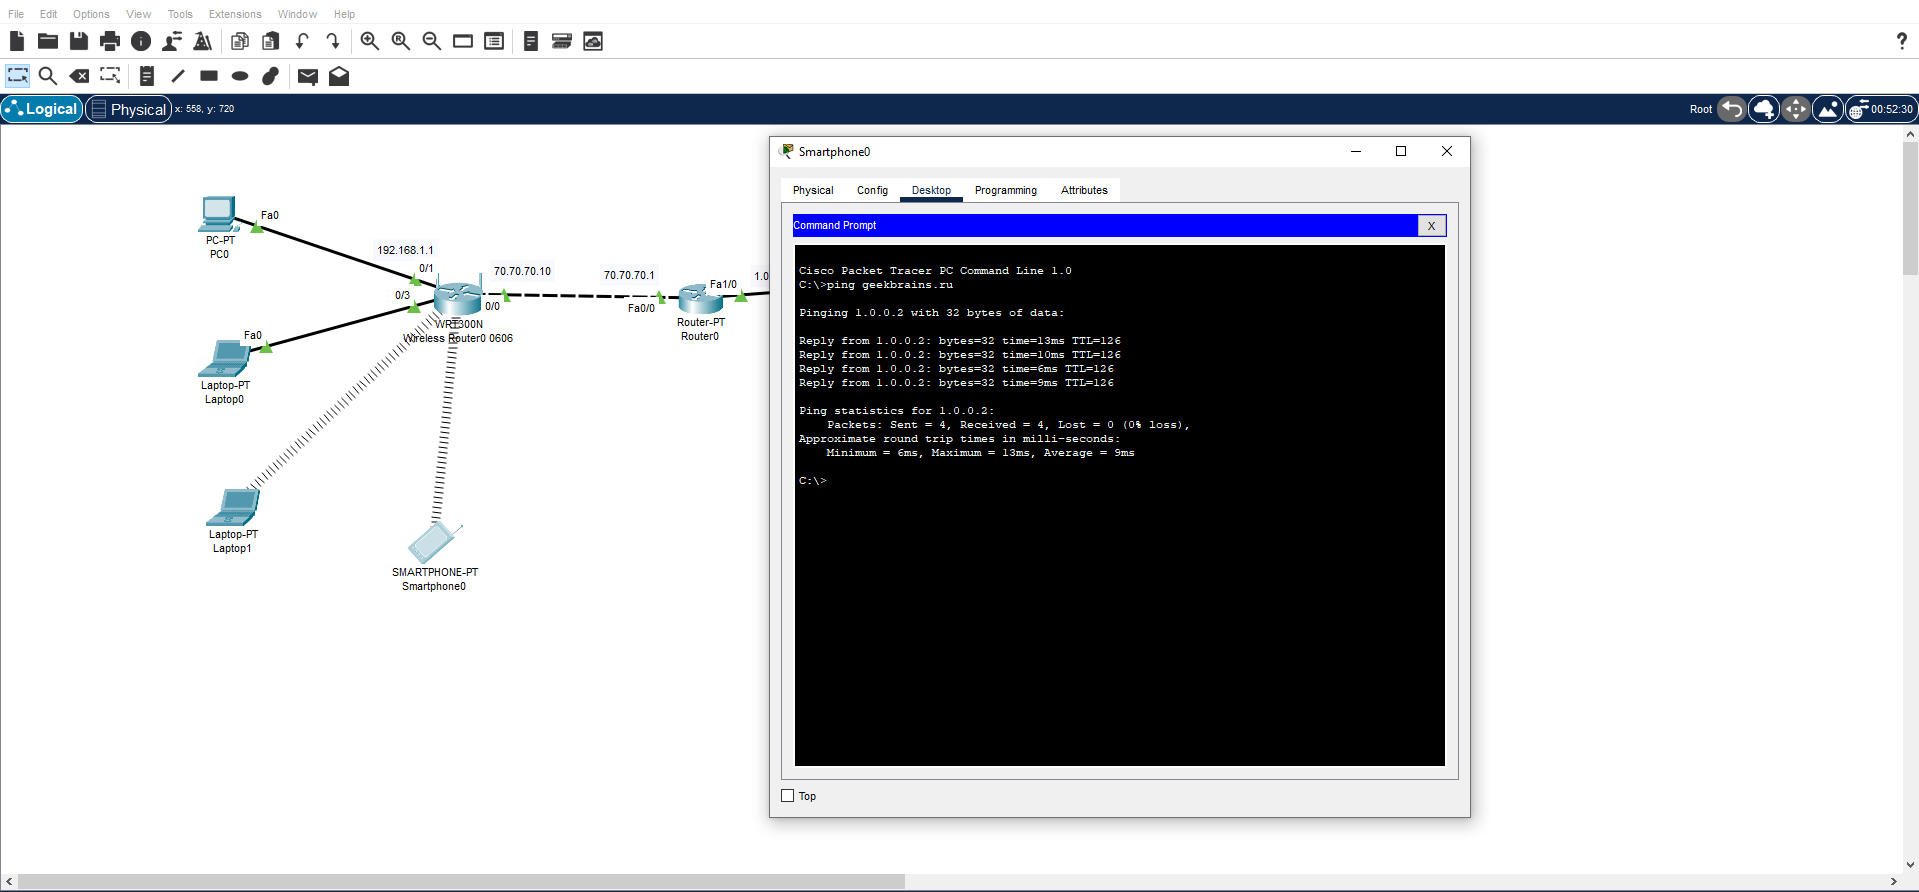 File Edit Options View Tools Extensions Window Help
?
Logical Physical x: 558, y: 720
Root 00:52:30
PC-PT
PC0
Fa0
192.168.1.1
0/1
0/3
70.70.70.10
0/0
WRT300N
Wireless Router0 0606
70.70.70.1
Fa0/0
Fa1/0
1.0
Router-PT
Router0
Fa0
Laptop-PT
Laptop0
Laptop-PT
Laptop1
SMARTPHONE-PT
Smartphone0
Smartphone0
Physical Config Desktop Programming Attributes
Command Prompt
X
Cisco Packet Tracer PC Command Line 1.0
C:\>ping geekbrains.ru
Pinging 1.0.0.2 with 32 bytes of data:
Reply from 1.0.0.2: bytes=32 time=13ms TTL=126
Reply from 1.0.0.2: bytes=32 time=10ms TTL=126
Reply from 1.0.0.2: bytes=32 time=6ms TTL=126
Reply from 1.0.0.2: bytes=32 time=9ms TTL=126
Ping statistics for 1.0.0.2:
Packets: Sent = 4, Received = 4, Lost = 0 (0% loss),
Approximate round trip times in milli-seconds:
Minimum = 6ms, Maximum = 13ms, Average = 9ms
C:\>
Top